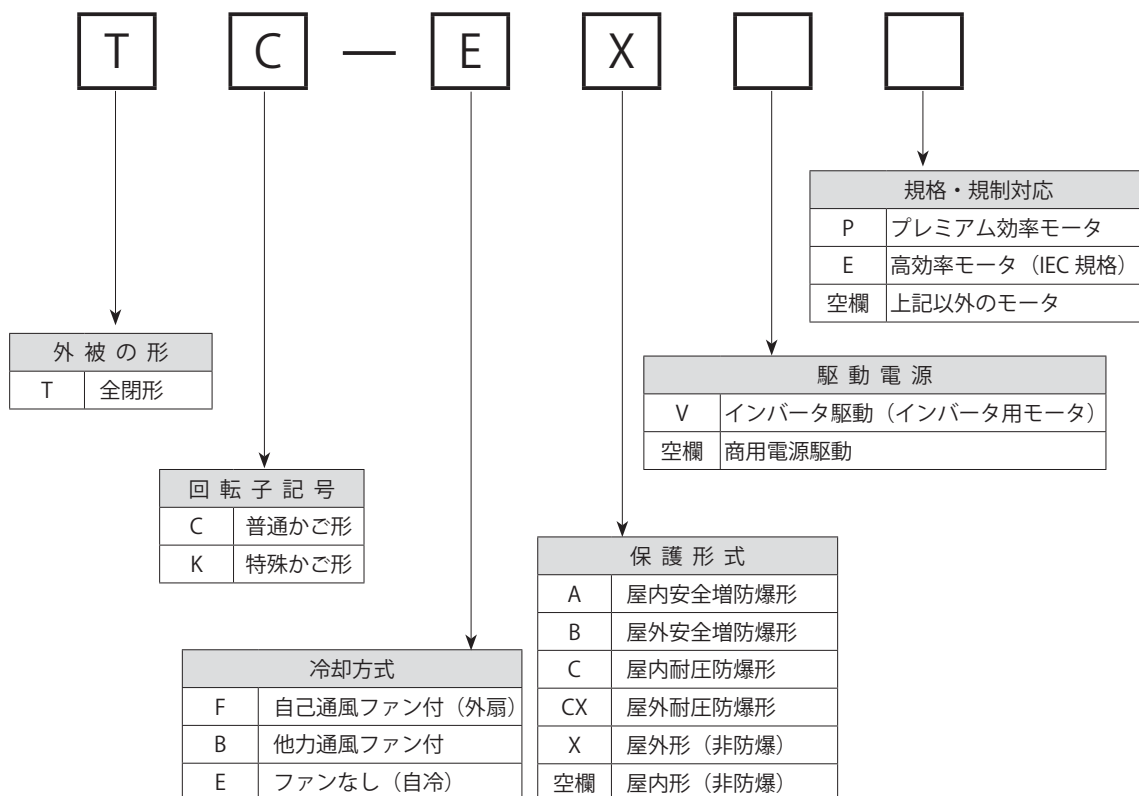 T C — E X
規格・規制対応
P プレミアム効率モータ
E 高効率モータ（IEC 規格）
空欄 上記以外のモータ
外被の形
T 全閉形
駆動電源
V インバータ駆動（インバータ用モータ）
空欄 商用電源駆動
回転子記号
C 普通かご形
K 特殊かご形
保護形式
A 屋内安全増防爆形
B 屋外安全増防爆形
C 屋内耐圧防爆形
CX 屋外耐圧防爆形
X 屋外形（非防爆）
空欄 屋内形（非防爆）
冷却方式
F 自己通風ファン付（外扇）
B 他力通風ファン付
E ファンなし（自冷）